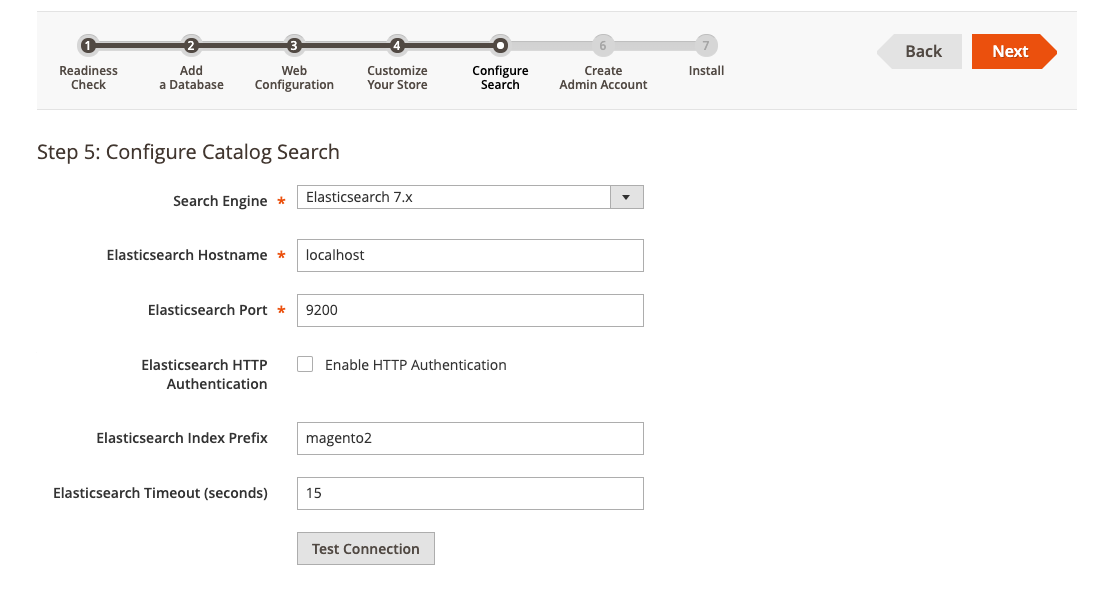 1 2 3 4 6 7
Readiness Check
Add a Database
Web Configuration
Customize Your Store
Configure Search
Create Admin Account
Install
Back
Next
Step 5: Configure Catalog Search
Search Engine *
Elasticsearch 7.x
Elasticsearch Hostname *
localhost
Elasticsearch Port *
9200
Elasticsearch HTTP
Authentication
Enable HTTP Authentication
Elasticsearch Index Prefix
magento2
Elasticsearch Timeout (seconds)
15
Test Connection